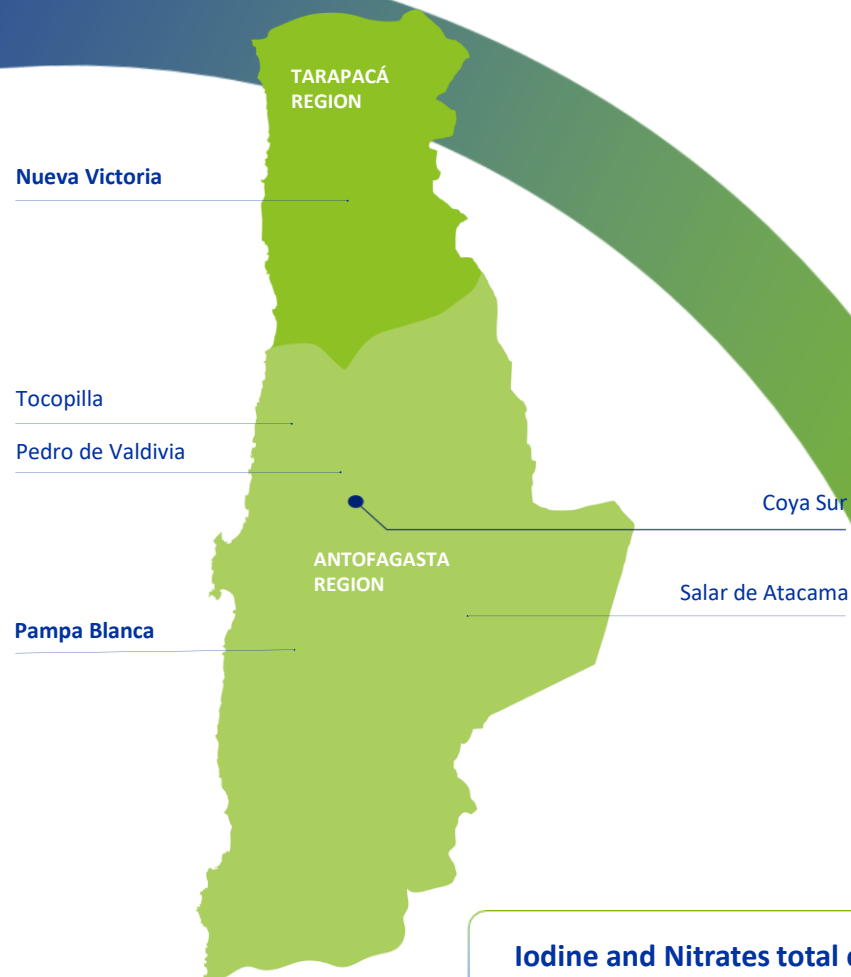 TARAPACÁ
REGION
Nueva Victoria
Tocopilla
Pedro de Valdivia
Coya Sur
ANTOFAGASTA
REGION
Salar de Atacama
Pampa Blanca
Iodine and Nitrates total